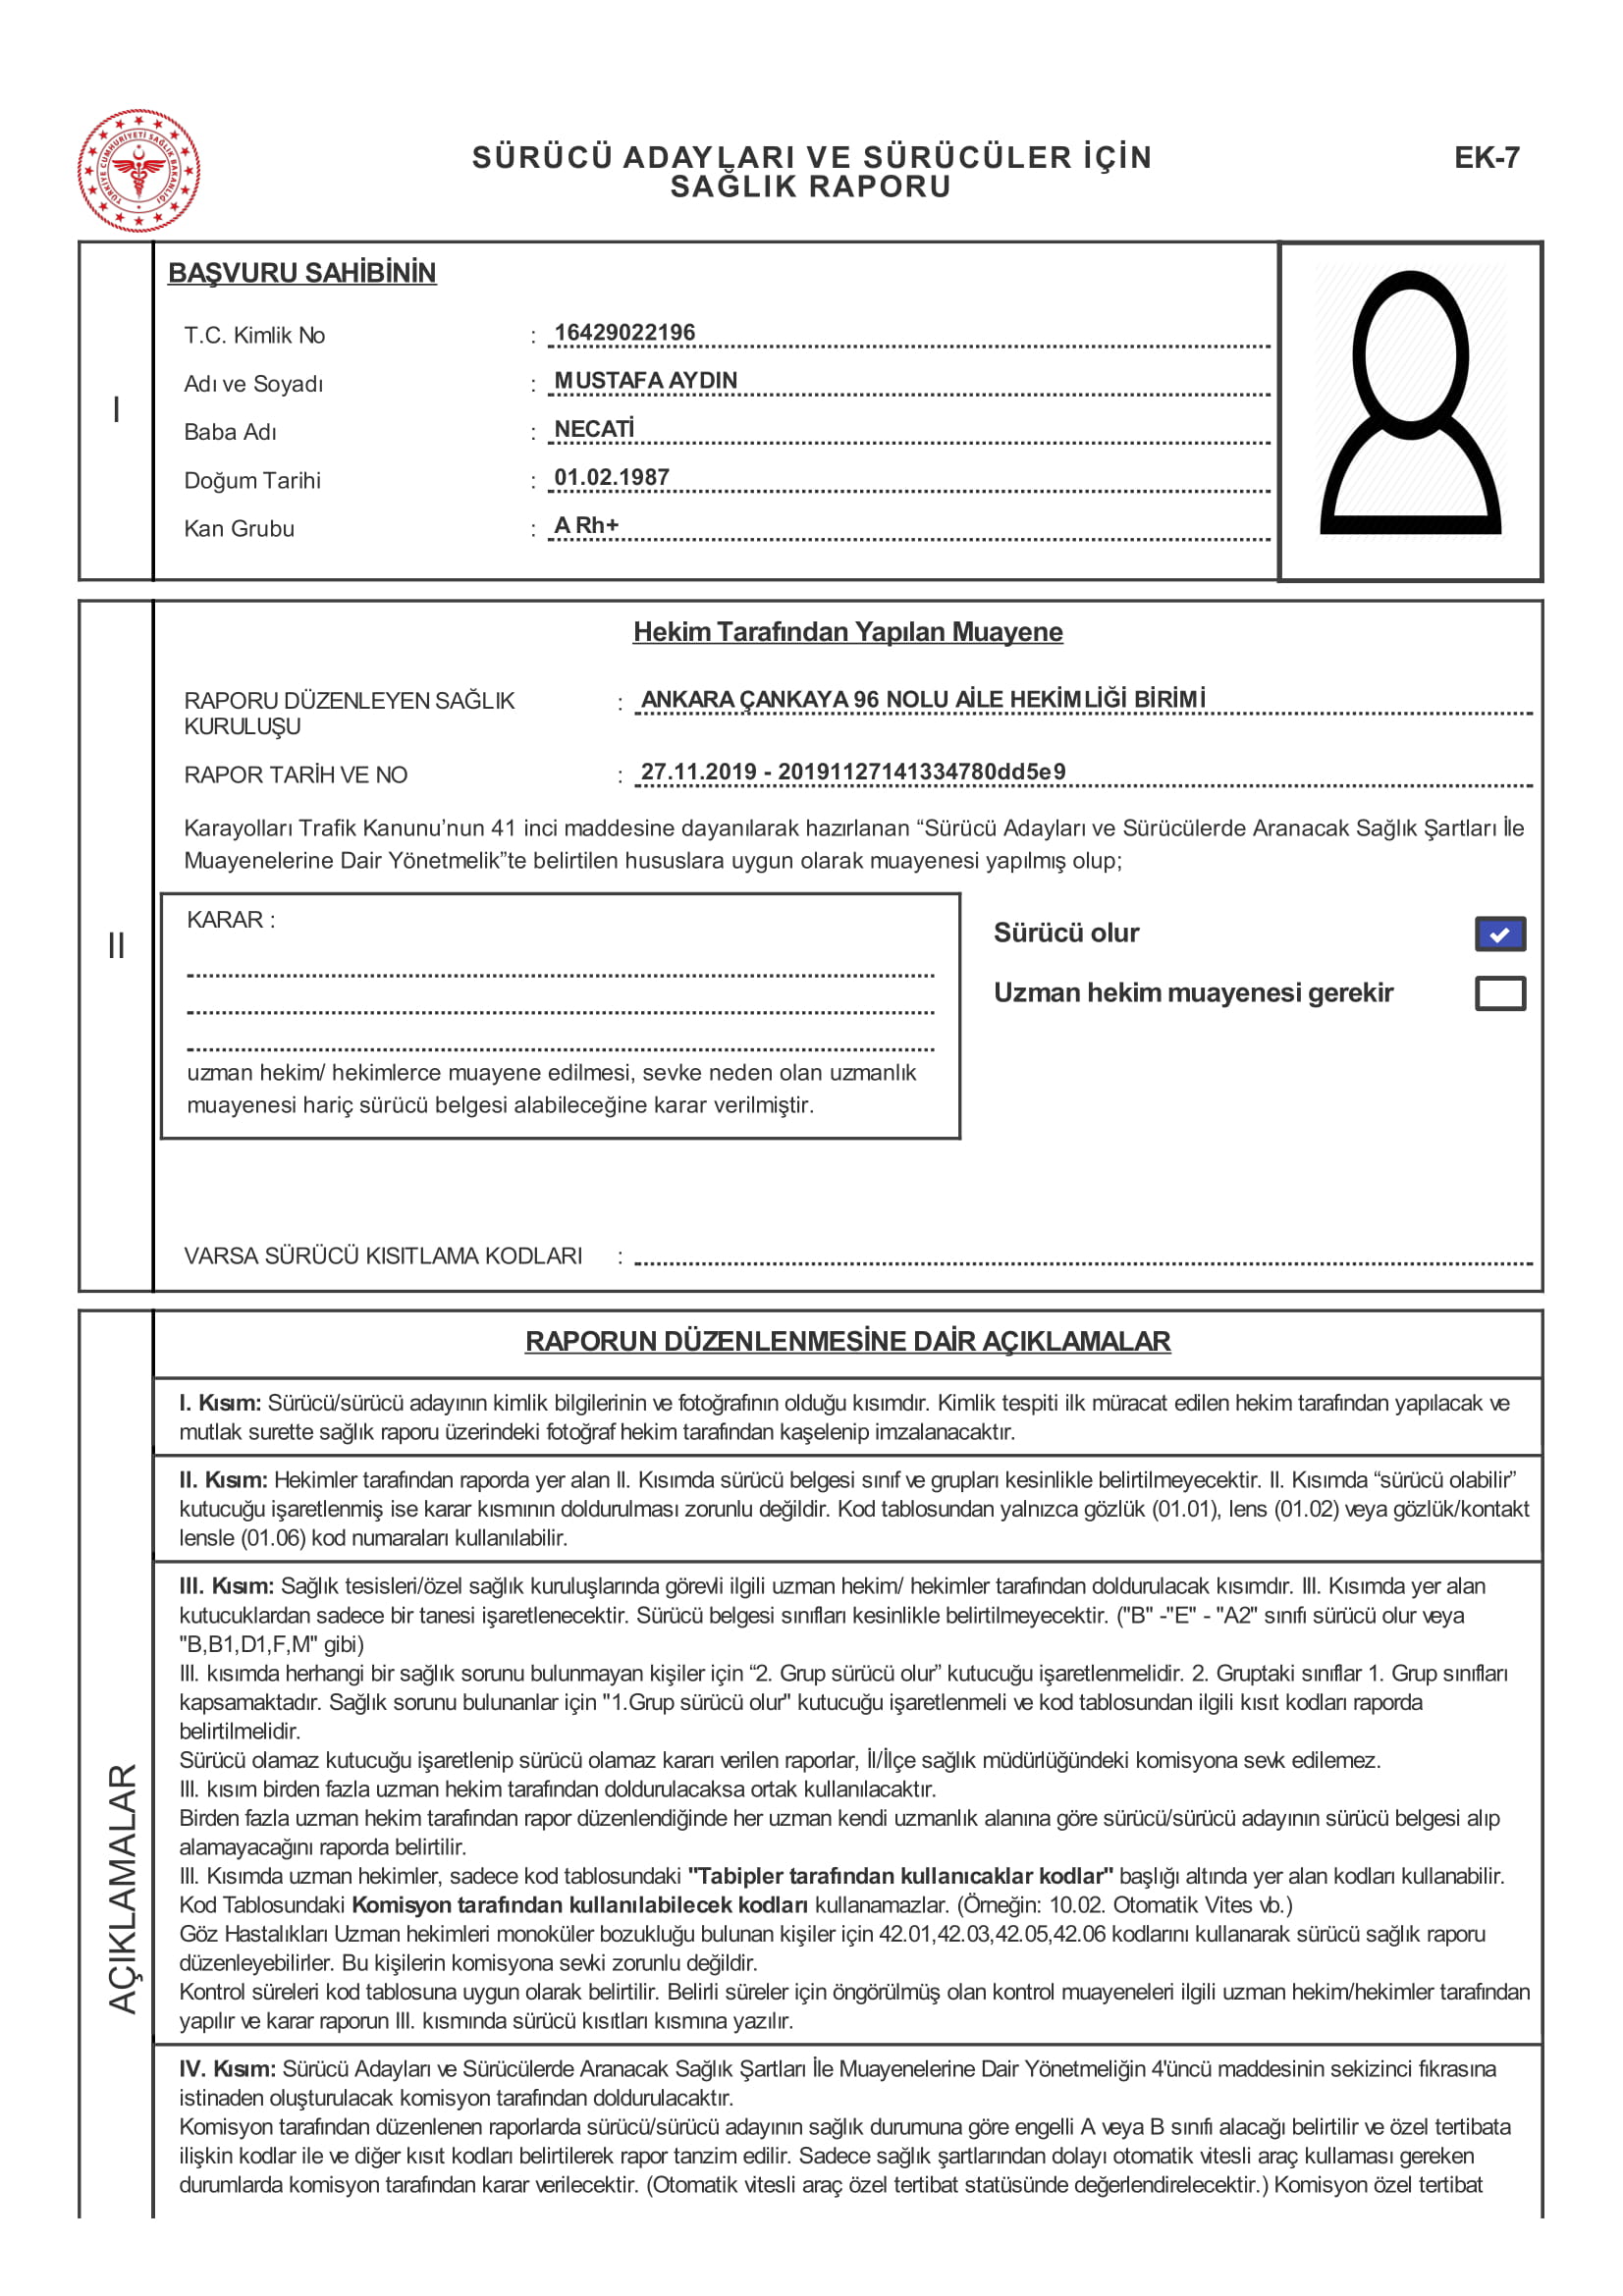 TÜRKİYE CUMHURİYETİ SAĞLIK BAKANLIĞI
SÜRÜCÜ ADAYLARI VE SÜRÜCÜLER İÇİN
SAĞLIK RAPORU
EK-7
I
BAŞVURU SAHİBİNİN
T.C. Kimlik No : 16429022196
Adı ve Soyadı : MUSTAFA AYDIN
Baba Adı : NECATİ
Doğum Tarihi : 01.02.1987
Kan Grubu : A Rh+
II
Hekim Tarafından Yapılan Muayene
RAPORU DÜZENLEYEN SAĞLIK : ANKARA ÇANKAYA 96 NOLU AİLE HEKİMLİĞİ BİRİMİ
KURULUŞU
RAPOR TARİH VE NO : 27.11.2019 - 20191127141334780dd5e9
Karayolları Trafik Kanunu’nun 41 inci maddesine dayanılarak hazırlanan “Sürücü Adayları ve Sürücülerde Aranacak Sağlık Şartları İle
Muayenelerine Dair Yönetmelik”te belirtilen hususlara uygun olarak muayenesi yapılmış olup;
KARAR :
uzman hekim/ hekimlerce muayene edilmesi, sevke neden olan uzmanlık
muayenesi hariç sürücü belgesi alabileceğine karar verilmiştir.
Sürücü olur
Uzman hekim muayenesi gerekir
VARSA SÜRÜCÜ KISITLAMA KODLARI :
AÇIKLAMALAR
RAPORUN DÜZENLENMESİNE DAİR AÇIKLAMALAR
I. Kısım: Sürücü/sürücü adayının kimlik bilgilerinin ve fotoğrafının olduğu kısımdır. Kimlik tespiti ilk müracat edilen hekim tarafından yapılacak ve
mutlak surette sağlık raporu üzerindeki fotoğraf hekim tarafından kaşelenip imzalanacaktır.
II. Kısım: Hekimler tarafından raporda yer alan II. Kısımda sürücü belgesi sınıf ve grupları kesinlikle belirtilmeyecektir. II. Kısımda “sürücü olabilir”
kutucuğu işaretlenmiş ise karar kısmının doldurulması zorunlu değildir. Kod tablosundan yalnızca gözlük (01.01), lens (01.02) veya gözlük/kontakt
lensle (01.06) kod numaraları kullanılabilir.
III. Kısım: Sağlık tesisleri/özel sağlık kuruluşlarında görevli ilgili uzman hekim/ hekimler tarafından doldurulacak kısımdır. III. Kısımda yer alan
kutucuklardan sadece bir tanesi işaretlenecektir. Sürücü belgesi sınıfları kesinlikle belirtilmeyecektir. ("B" -"E" - "A2" sınıfı sürücü olur veya
"B,B1,D1,F,M" gibi)
III. kısımda herhangi bir sağlık sorunu bulunmayan kişiler için “2. Grup sürücü olur” kutucuğu işaretlenmelidir. 2. Gruptaki sınıflar 1. Grup sınıfları
kapsamaktadır. Sağlık sorunu bulunanlar için "1.Grup sürücü olur" kutucuğu işaretlenmeli ve kod tablosundan ilgili kısıt kodları raporda
belirtilmelidir.
Sürücü olamaz kutucuğu işaretlenip sürücü olamaz kararı verilen raporlar, İl/İlçe sağlık müdürlüğündeki komisyona sevk edilemez.
III. kısım birden fazla uzman hekim tarafından doldurulacaksa ortak kullanılacaktır.
Birden fazla uzman hekim tarafından rapor düzenlendiğinde her uzman kendi uzmanlık alanına göre sürücü/sürücü adayının sürücü belgesi alıp
alamayacağını raporda belirtilir.
III. Kısımda uzman hekimler, sadece kod tablosundaki "Tabipler tarafından kullanıcaklar kodlar" başlığı altında yer alan kodları kullanabilir.
Kod Tablosundaki Komisyon tarafından kullanılabilecek kodları kullanamazlar. (Örneğin: 10.02. Otomatik Vites vb.)
Göz Hastalıkları Uzman hekimleri monoküler bozukluğu bulunan kişiler için 42.01,42.03,42.05,42.06 kodlarını kullanarak sürücü sağlık raporu
düzenleyebilirler. Bu kişilerin komisyona sevki zorunlu değildir.
Kontrol süreleri kod tablosuna uygun olarak belirtilir. Belirli süreler için öngörülmüş olan kontrol muayeneleri ilgili uzman hekim/hekimler tarafından
yapılır ve karar raporun III. kısmında sürücü kısıtları kısmına yazılır.
IV. Kısım: Sürücü Adayları ve Sürücülerde Aranacak Sağlık Şartları İle Muayenelerine Dair Yönetmeliğin 4'üncü maddesinin sekizinci fıkrasına
istinaden oluşturulacak komisyon tarafından doldurulacaktır.
Komisyon tarafından düzenlenen raporlarda sürücü/sürücü adayının sağlık durumuna göre engelli A veya B sınıfı alacağı belirtilir ve özel tertibata
ilişkin kodlar ile ve diğer kısıt kodları belirtilerek rapor tanzim edilir. Sadece sağlık şartlarından dolayı otomatik vitesli araç kullaması gereken
durumlarda komisyon tarafından karar verilecektir. (Otomatik vitesli araç özel tertibat statüsünde değerlendirelecektir.) Komisyon özel tertibat